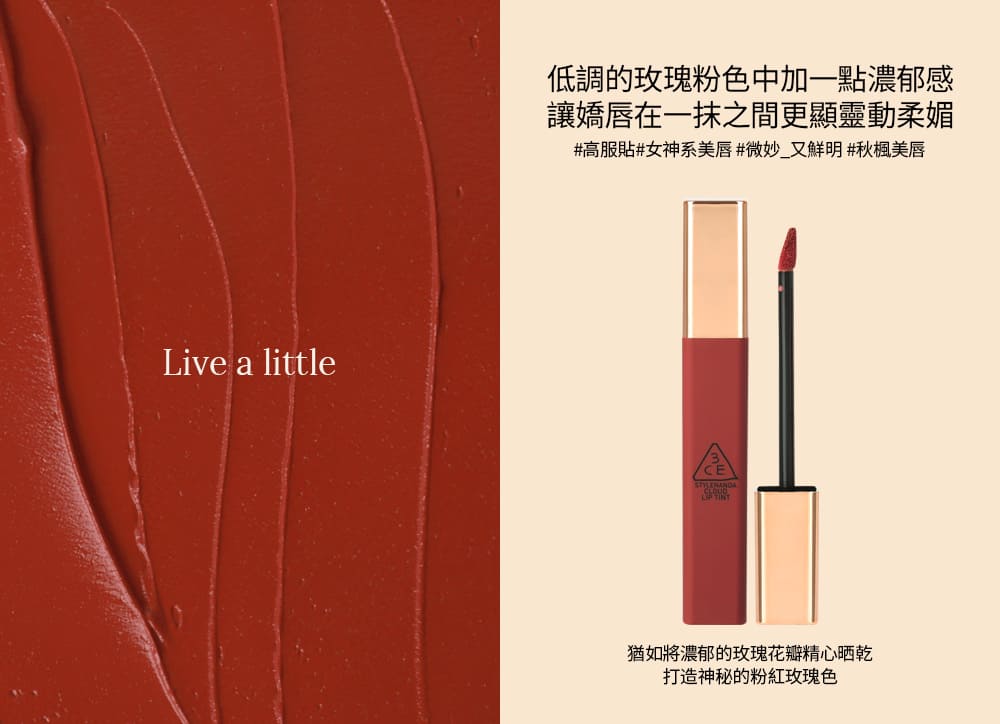 Live a little
低調的玫瑰粉色中加一點濃郁感
讓嬌唇在一抹之間更顯靈動柔媚
#高服貼#女神系美唇 #微妙_又鮮明 #秋楓美唇
3
CE
STYLENANDA
CLOUD
LIP TINT
猶如將濃郁的玫瑰花瓣精心晒乾
打造神秘的粉紅玫瑰色